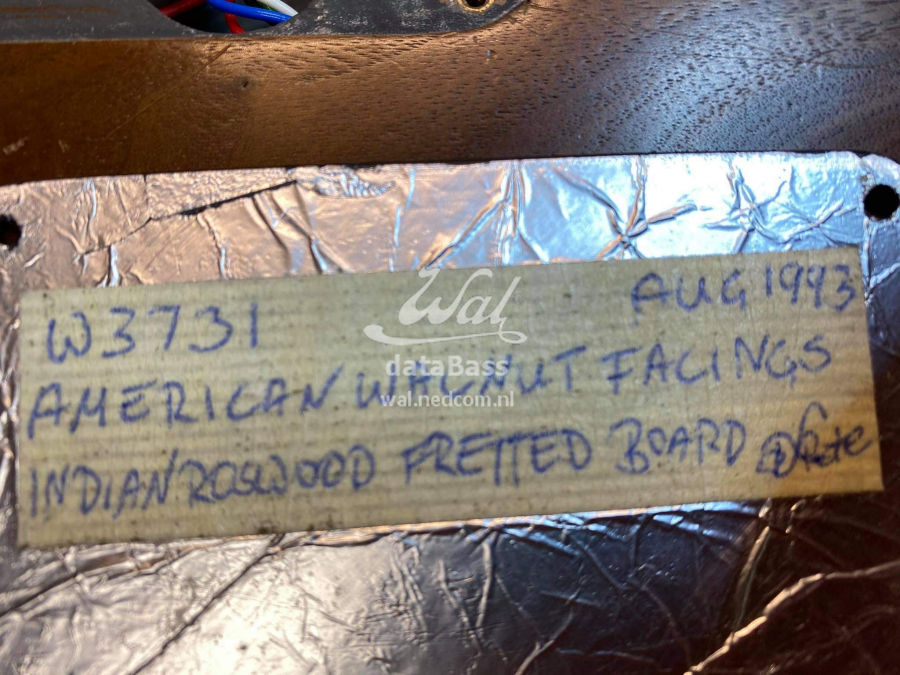 W3731 AUG 1993
AMERICAN WALNUT FACINGS
INDIAN ROSWOOD FRETTED BOARD
Wal
dataBass
wal.nedcom.nl